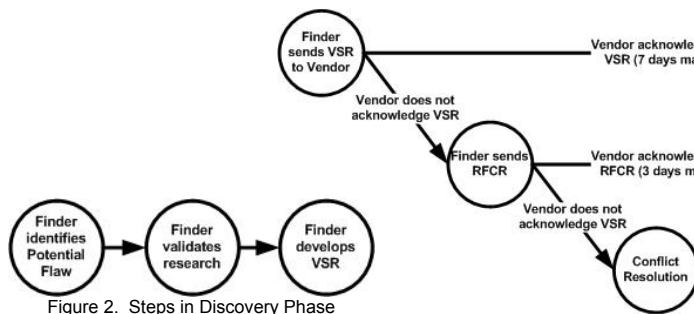 Finder
sends VSR
to Vendor
Vendor acknowle
VSR (7 days ma
Vendor does not
acknowledge VSR
Finder sends
RFCR
Vendor acknowle
RFCR (3 days m
Vendor does not
acknowledge VSR
Conflict
Resolution
Finder
identifies
Potential
Flaw
Finder
validates
research
Finder
develops
VSR
Figure 2. Steps in Discovery Phase